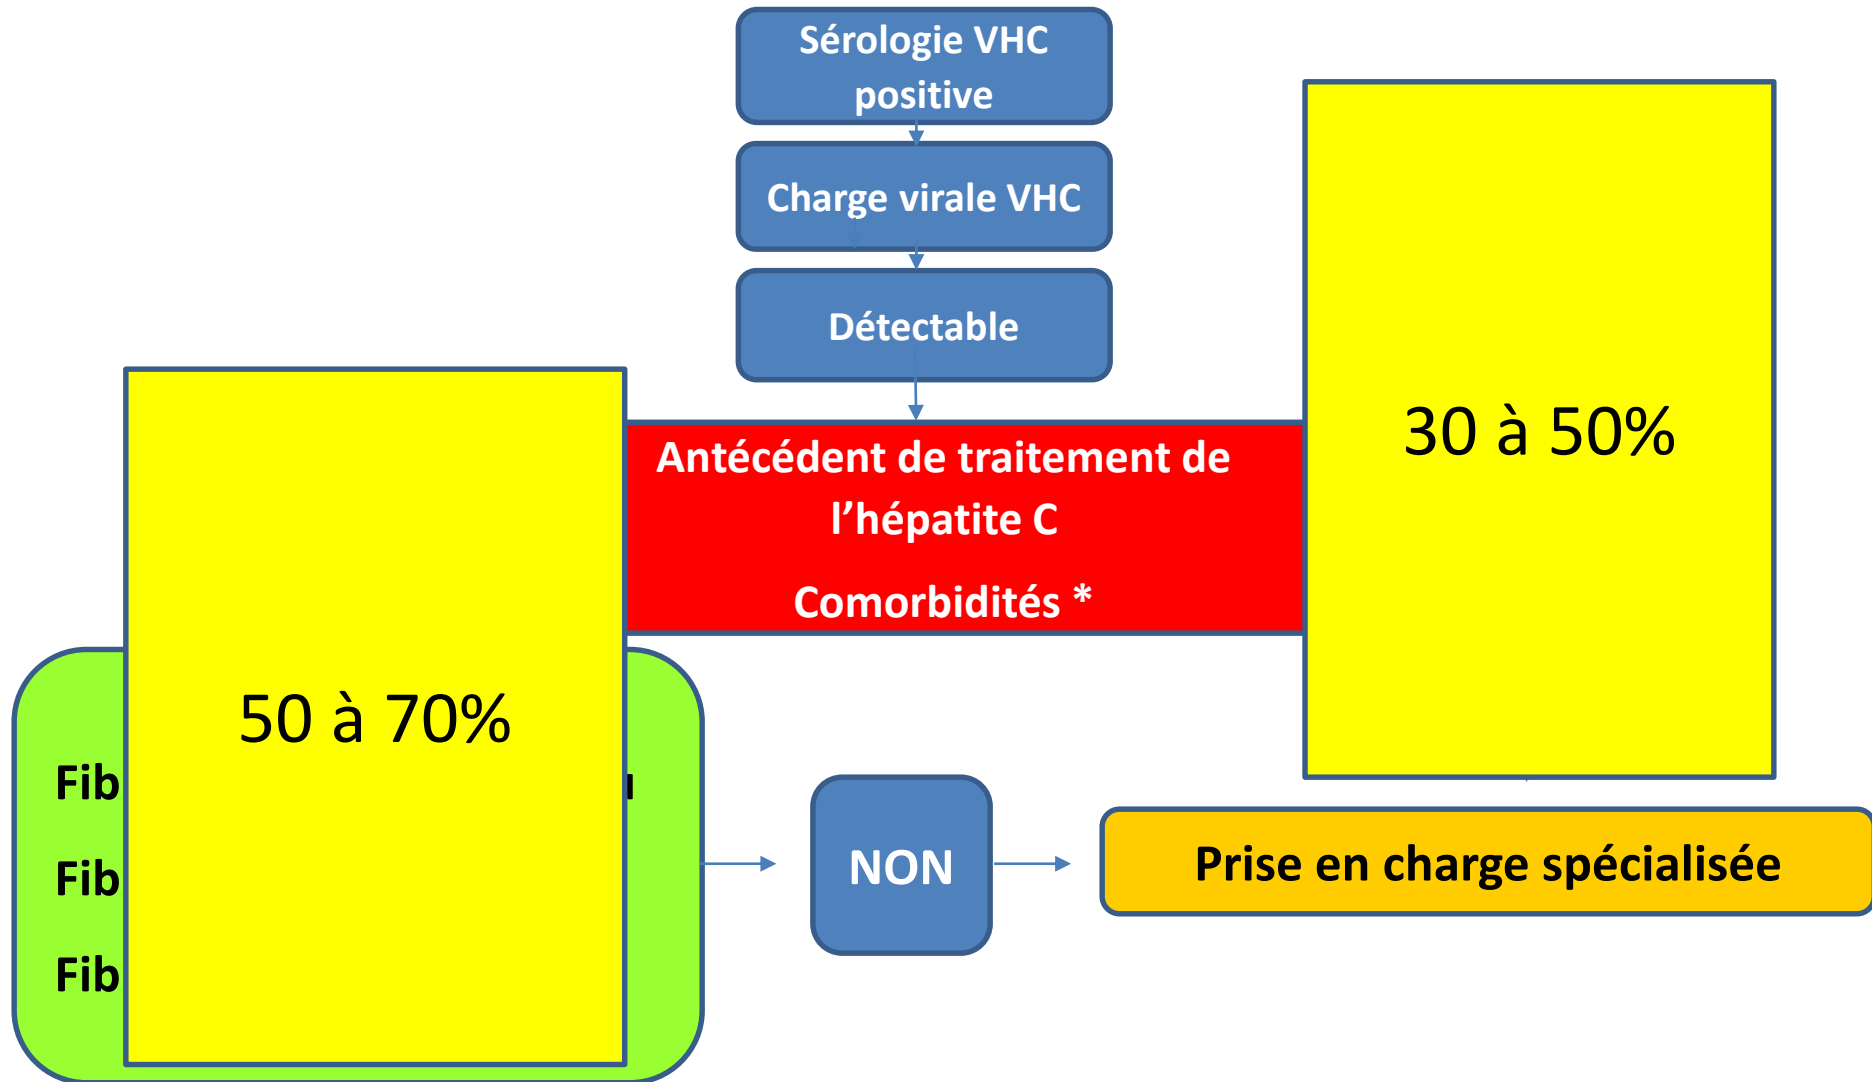 Sérologie VHC
positive
Charge virale VHC
Détectable
30 à 50%
Antécédent de traitement de
l’hépatite C
Comorbidités *
50 à 70%
Fib
Fib
Fib
NON
Prise en charge spécialisée